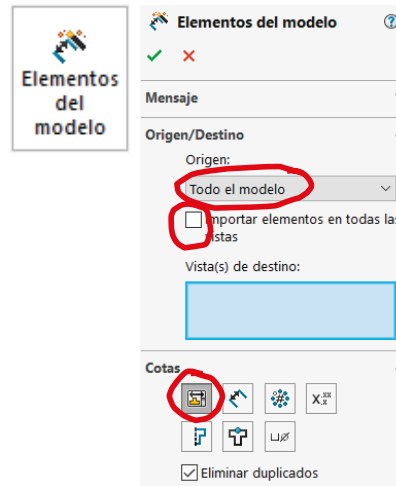 Elementos
del
modelo
Elementos del modelo
Mensaje
Origen/Destino
Origen:
Todo el modelo
Importar elementos en todas las
vistas
Vista(s) de destino:
Cotas
Eliminar duplicados